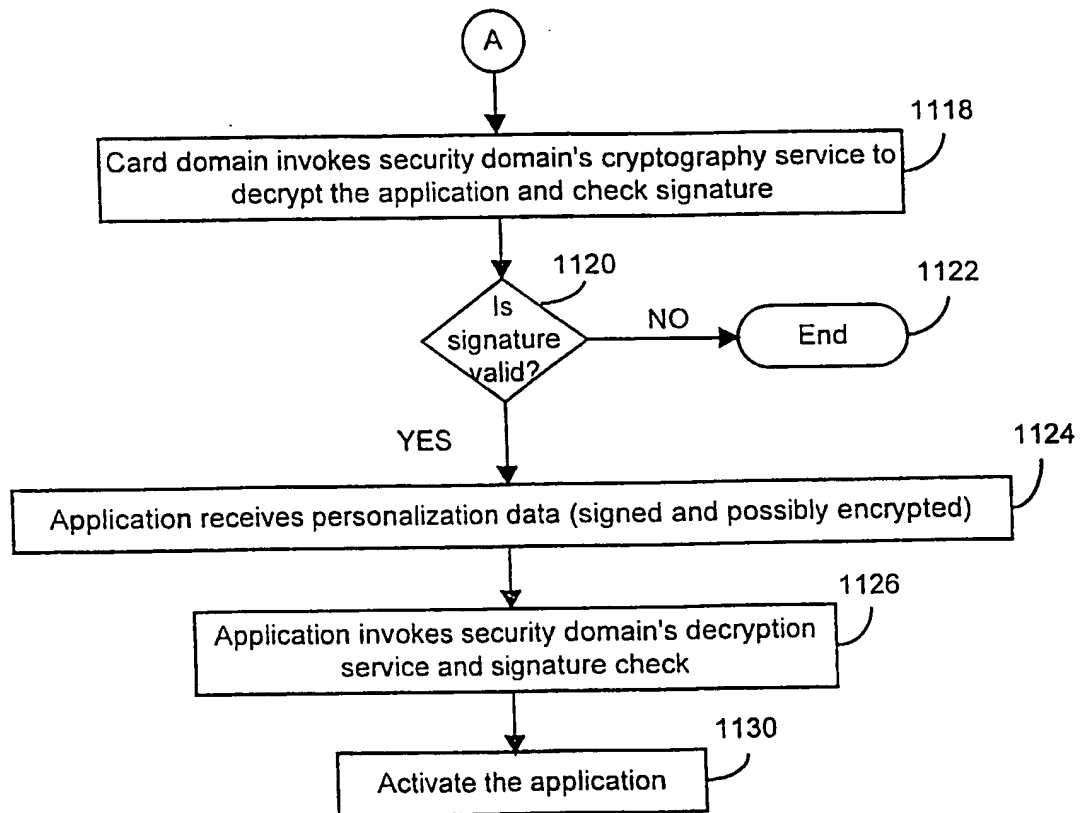 A
1118
Card domain invokes security domain's cryptography service to
decrypt the application and check signature
1120
Is
signature
valid?
NO
1122
End
YES
1124
Application receives personalization data (signed and possibly encrypted)
1126
Application invokes security domain's decryption
service and signature check
1130
Activate the application